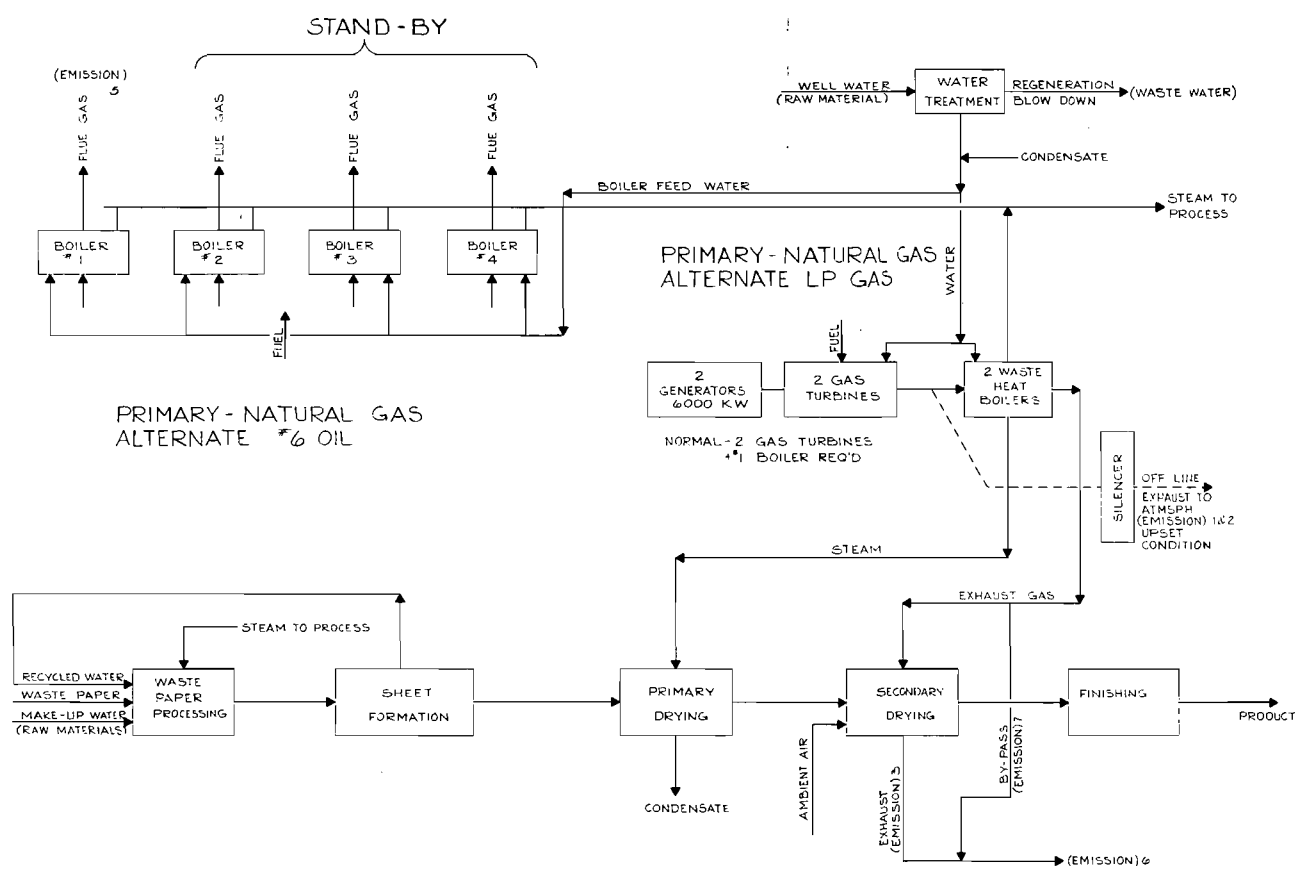 STAND-BY
(EMISSION)
5
FLUE GAS
FLUE GAS
FLUE GAS
FLUE GAS
WELL WATER
(RAW MATERIAL)
WATER
TREATMENT
REGENERATION
BLOW DOWN
(WASTE WATER)
CONDENSATE
BOILER FEED WATER
STEAM TO
PROCESS
BOILER
#1
BOILER
#2
BOILER
#3
BOILER
#4
PRIMARY-NATURAL GAS
ALTERNATE LP GAS
WATER
FUEL
FUEL
2
GENERATORS
6000 KW
2 GAS
TURBINES
2 WASTE
HEAT
BOILERS
PRIMARY-NATURAL GAS
ALTERNATE #6 OIL
NORMAL-2 GAS TURBINES
+#1 BOILER REQ'D
SILENCER
OFF LINE
EXHAUST TO
ATMSPH
(EMISSION) 1&2
UPSET
CONDITION
STEAM
EXHAUST GAS
STEAM TO PROCESS
RECYCLED WATER
WASTE PAPER
MAKE-UP WATER
(RAW MATERIALS)
WASTE
PAPER
PROCESSING
SHEET
FORMATION
PRIMARY
DRYING
SECONDARY
DRYING
FINISHING
PRODUCT
CONDENSATE
AMBIENT AIR
EXHAUST
(EMISSION) 3
BY-PASS
(EMISSION) 7
(EMISSION) 6